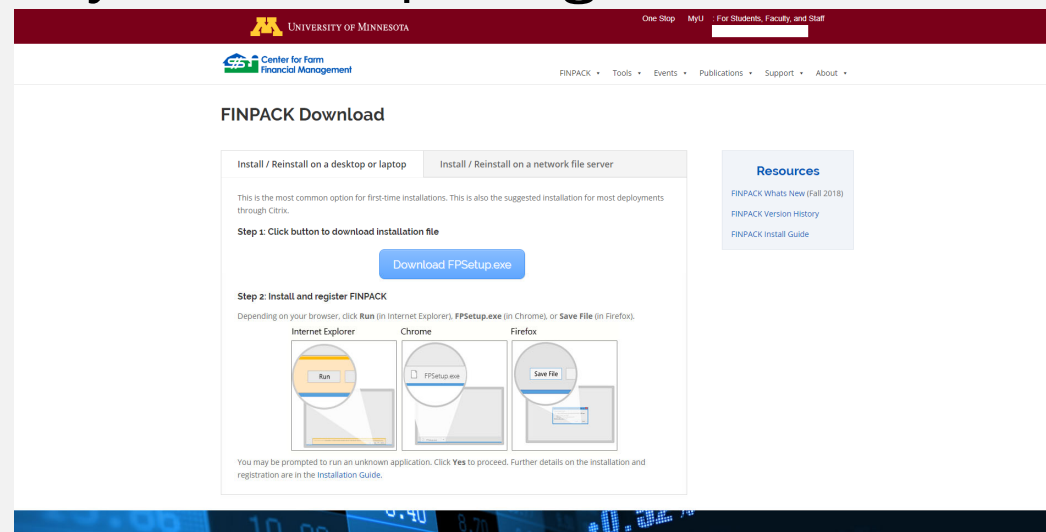 UNIVERSITY OF MINNESOTA
One Stop MyU : For Students, Faculty, and Staff
Center for Farm
Financial Management
FINPACK Tools Events Publications Support About
FINPACK Download
Install / Reinstall on a desktop or laptop
Install / Reinstall on a network file server
This is the most common option for first-time installations. This is also the suggested installation for most deployments
through Citrix.
Step 1: Click button to download installation file
Download FPSetup.exe
Step 2: Install and register FINPACK
Depending on your browser, click Run (in Internet Explorer), FPSetup.exe (in Chrome), or Save File (in Firefox).
Internet Explorer Chrome Firefox
Run FPSetup.exe Save File
You may be prompted to run an unknown application. Click Yes to proceed. Further details on the installation and
registration are in the Installation Guide.
Resources
FINPACK Whats New (Fall 2018)
FINPACK Version History
FINPACK Install Guide